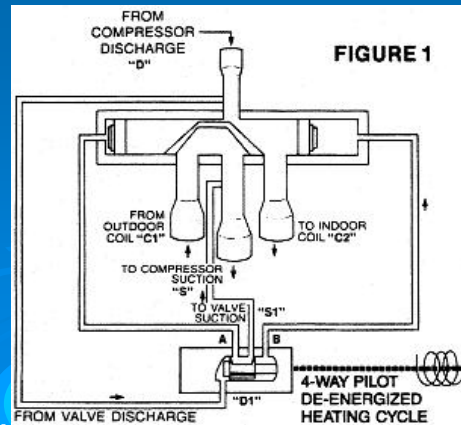 FROM
COMPRESSOR
DISCHARGE
"D"
FIGURE 1
FROM
OUTDOOR
COIL "C1"
TO INDOOR
COIL "C2"
TO COMPRESSOR
SUCTION
"S"
TO VALVE
SUCTION
"S1"
A
B
"D1"
4-WAY PILOT
DE-ENERGIZED
HEATING CYCLE
FROM VALVE DISCHARGE